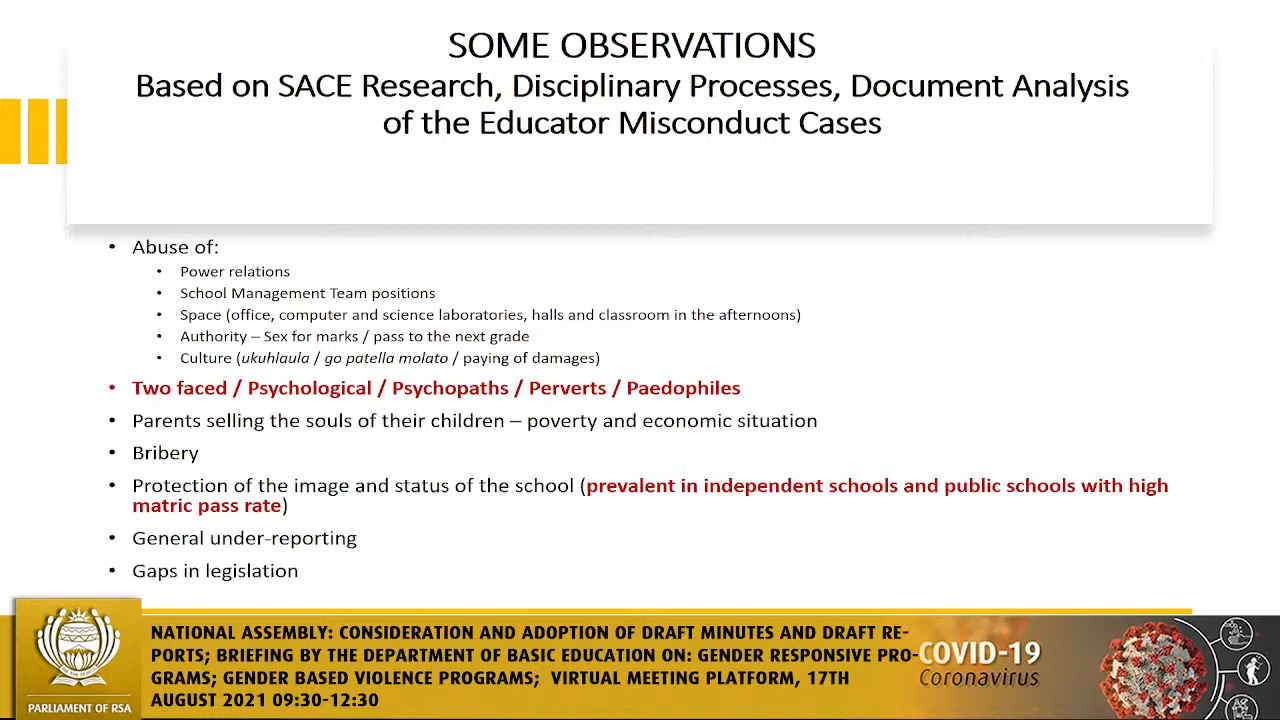 SOME OBSERVATIONS
Based on SACE Research, Disciplinary Processes, Document Analysis
of the Educator Misconduct Cases
• Abuse of:
• Power relations
• School Management Team positions
• Space (office, computer and science laboratories, halls and classroom in the afternoons)
• Authority – Sex for marks / pass to the next grade
• Culture (ukuhlaula / go patella molato / paying of damages)
• Two faced / Psychological / Psychopaths / Perverts / Paedophiles
• Parents selling the souls of their children – poverty and economic situation
• Bribery
• Protection of the image and status of the school (prevalent in independent schools and public schools with high
matric pass rate)
• General under-reporting
• Gaps in legislation
NATIONAL ASSEMBLY: CONSIDERATION AND ADOPTION OF DRAFT MINUTES AND DRAFT RE-
PORTS; BRIEFING BY THE DEPARTMENT OF BASIC EDUCATION ON: GENDER RESPONSIVE PRO-
GRAMS; GENDER BASED VIOLENCE PROGRAMS; VIRTUAL MEETING PLATFORM, 17TH
AUGUST 2021 09:30-12:30
PARLIAMENT OF RSA
COVID-19
Coronavirus